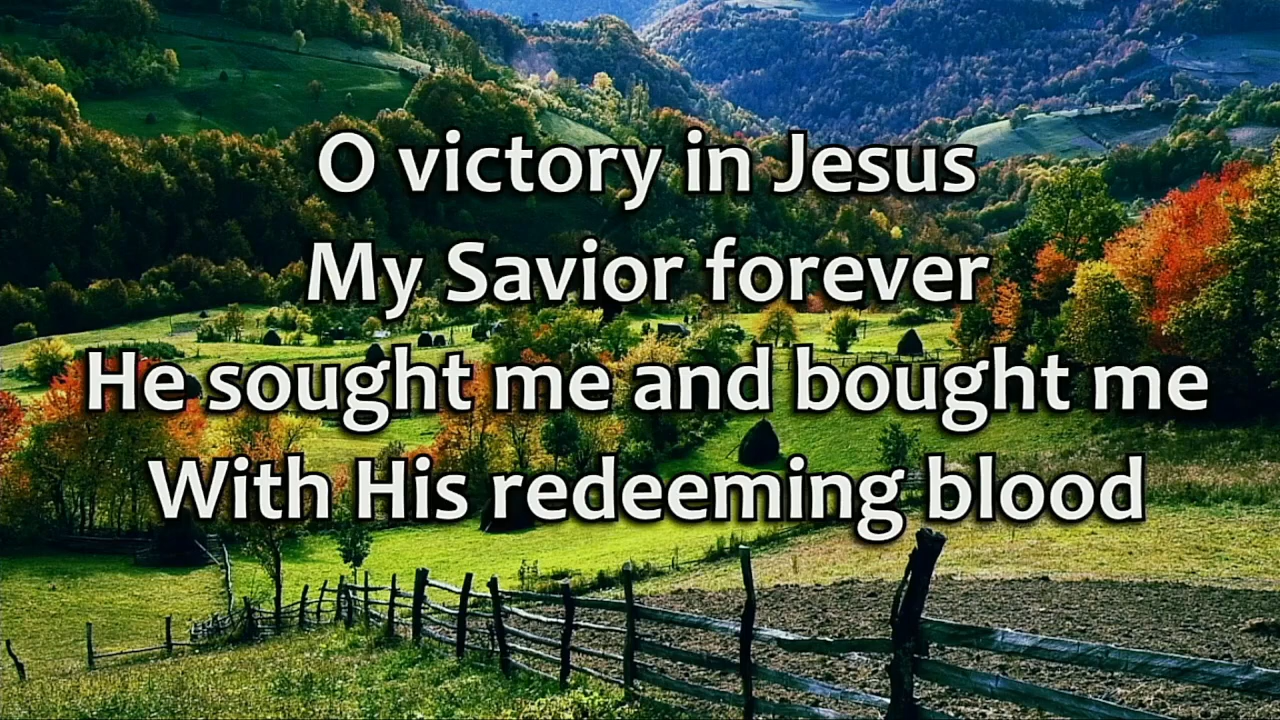 O victory in Jesus
My Savior forever
He sought me and bought me
With His redeeming blood